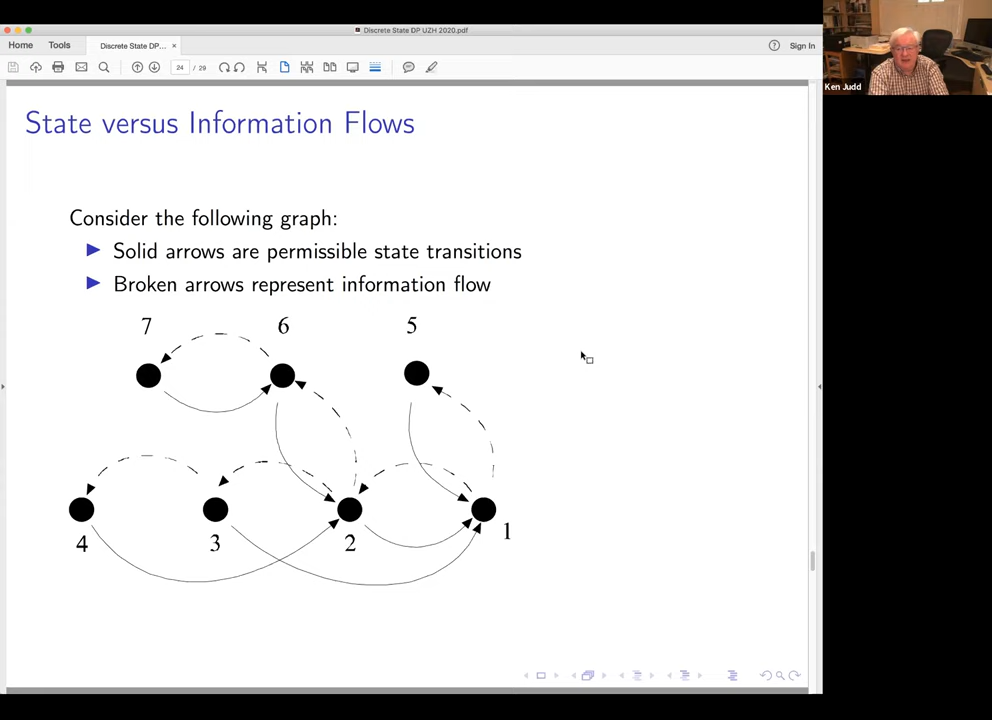 Discrete State DP UZH 2020.pdf
Home Tools Discrete State DP... × Sign In
24 / 29
Ken Judd
State versus Information Flows
Consider the following graph:
Solid arrows are permissible state transitions
Broken arrows represent information flow
7 6 5
4 3 2 1